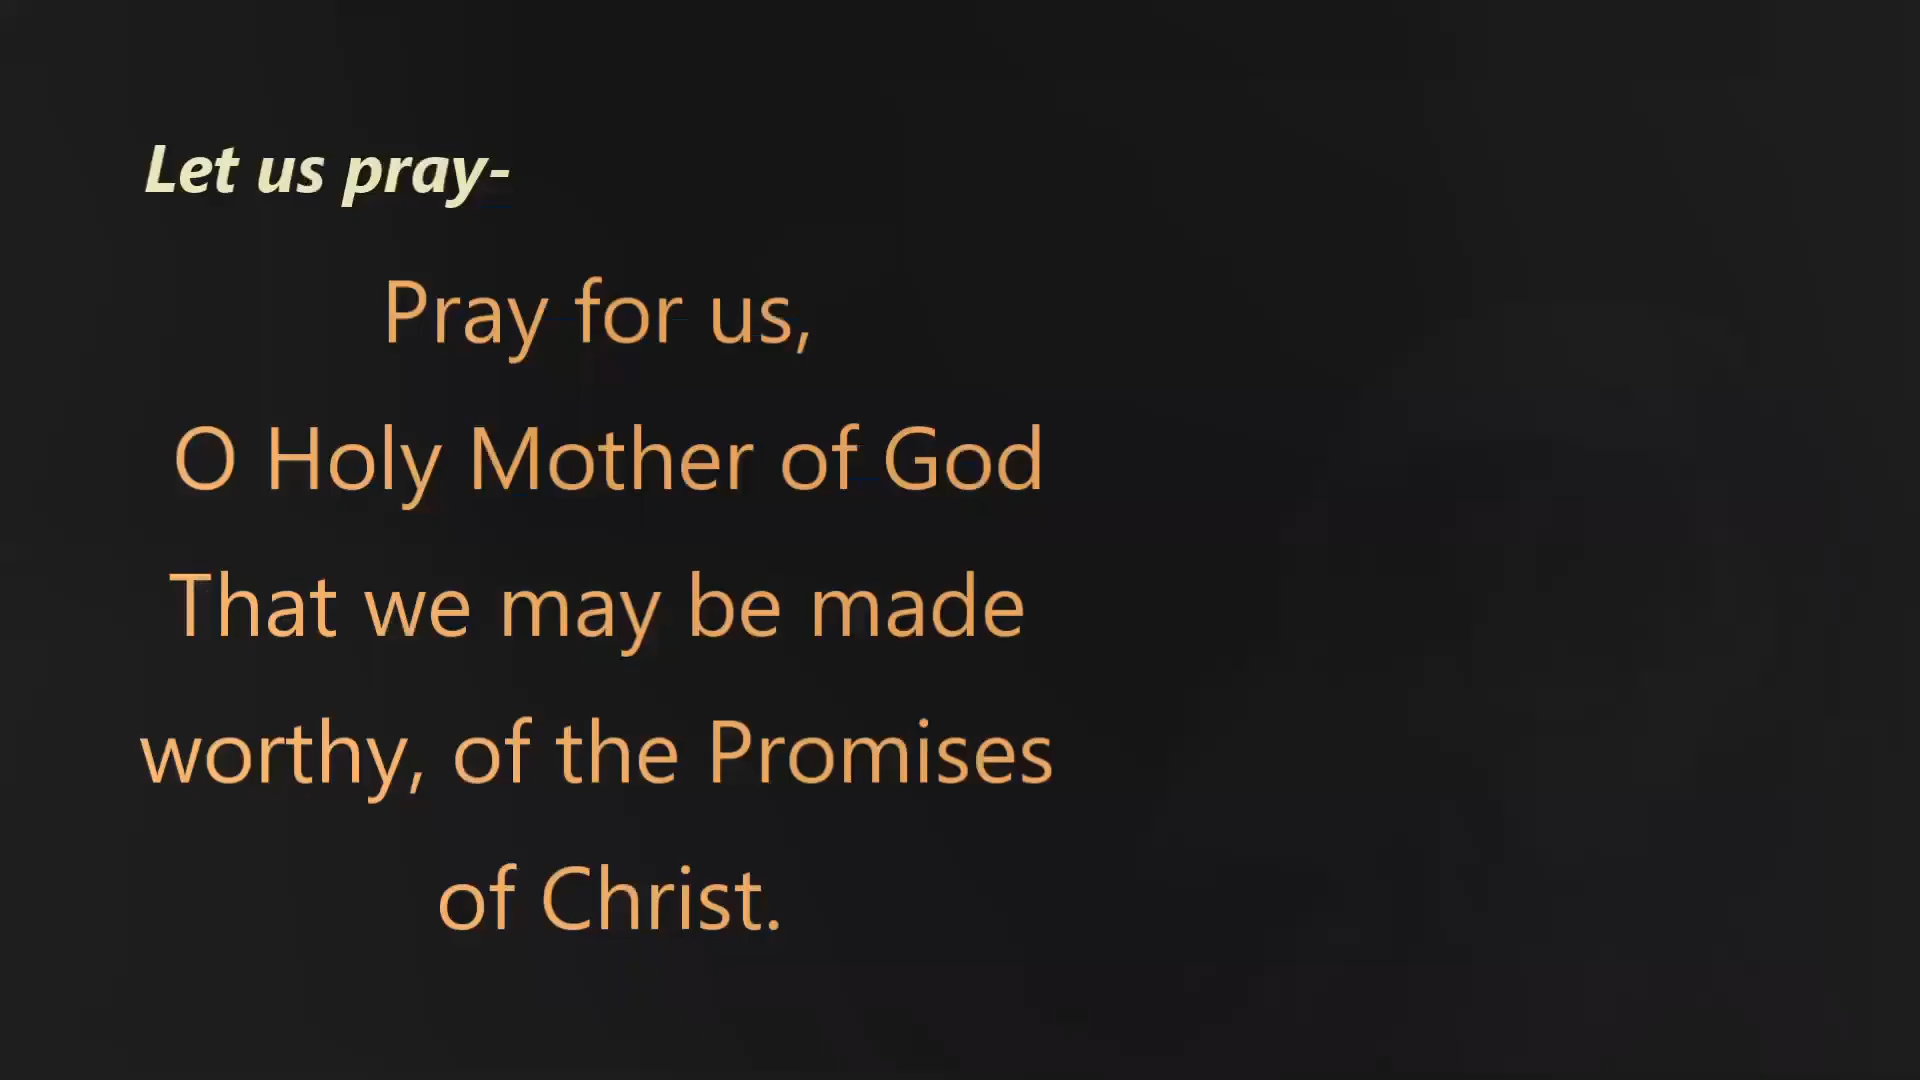 Let us pray-
Pray for us,
O Holy Mother of God
That we may be made
worthy, of the Promises
of Christ.